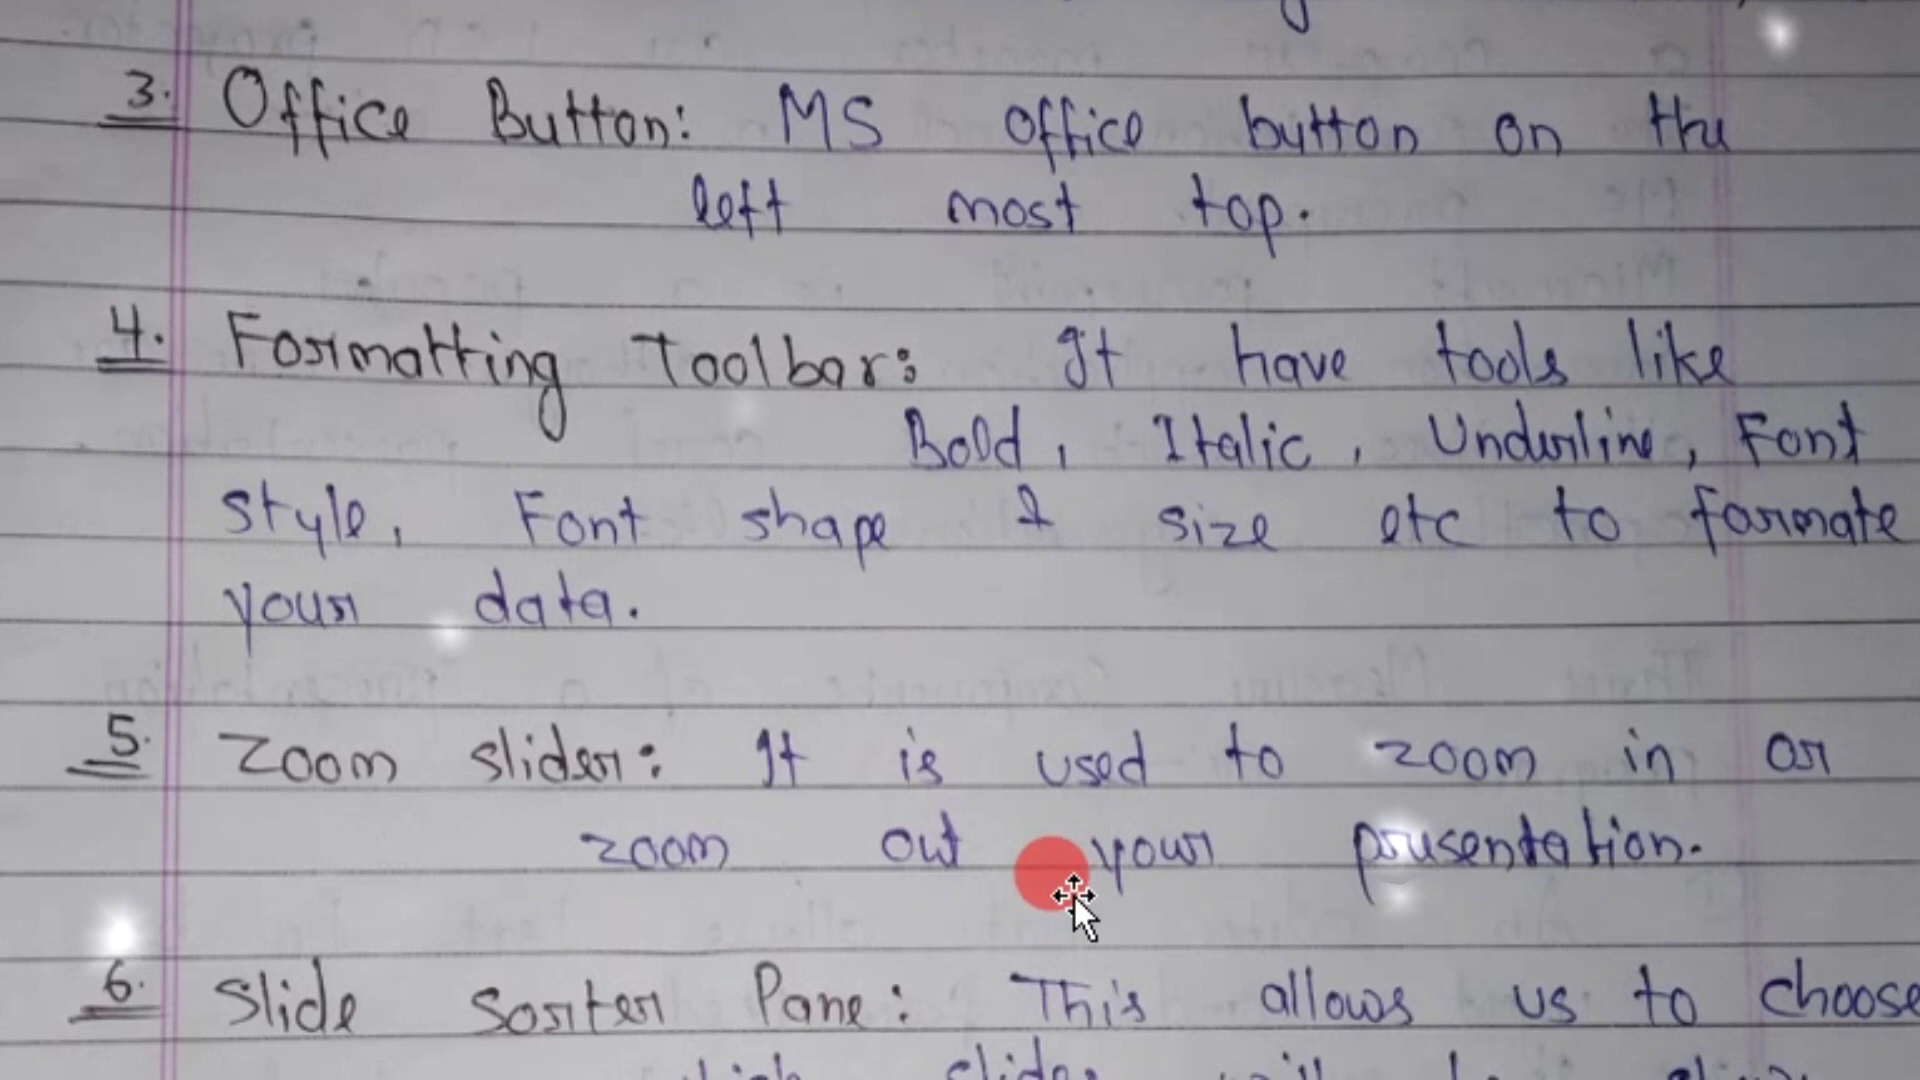 3. Office Button: MS office button on the
left most top.
4. Formatting Toolbar: It have tools like
Bold, Italic, Underline, Font
style, Font shape & size etc to formate
your data.
5. Zoom slider: It is used to zoom in or
zoom out your presentation.
6. Slide Sorter Pane: This allows us to choose
slides will